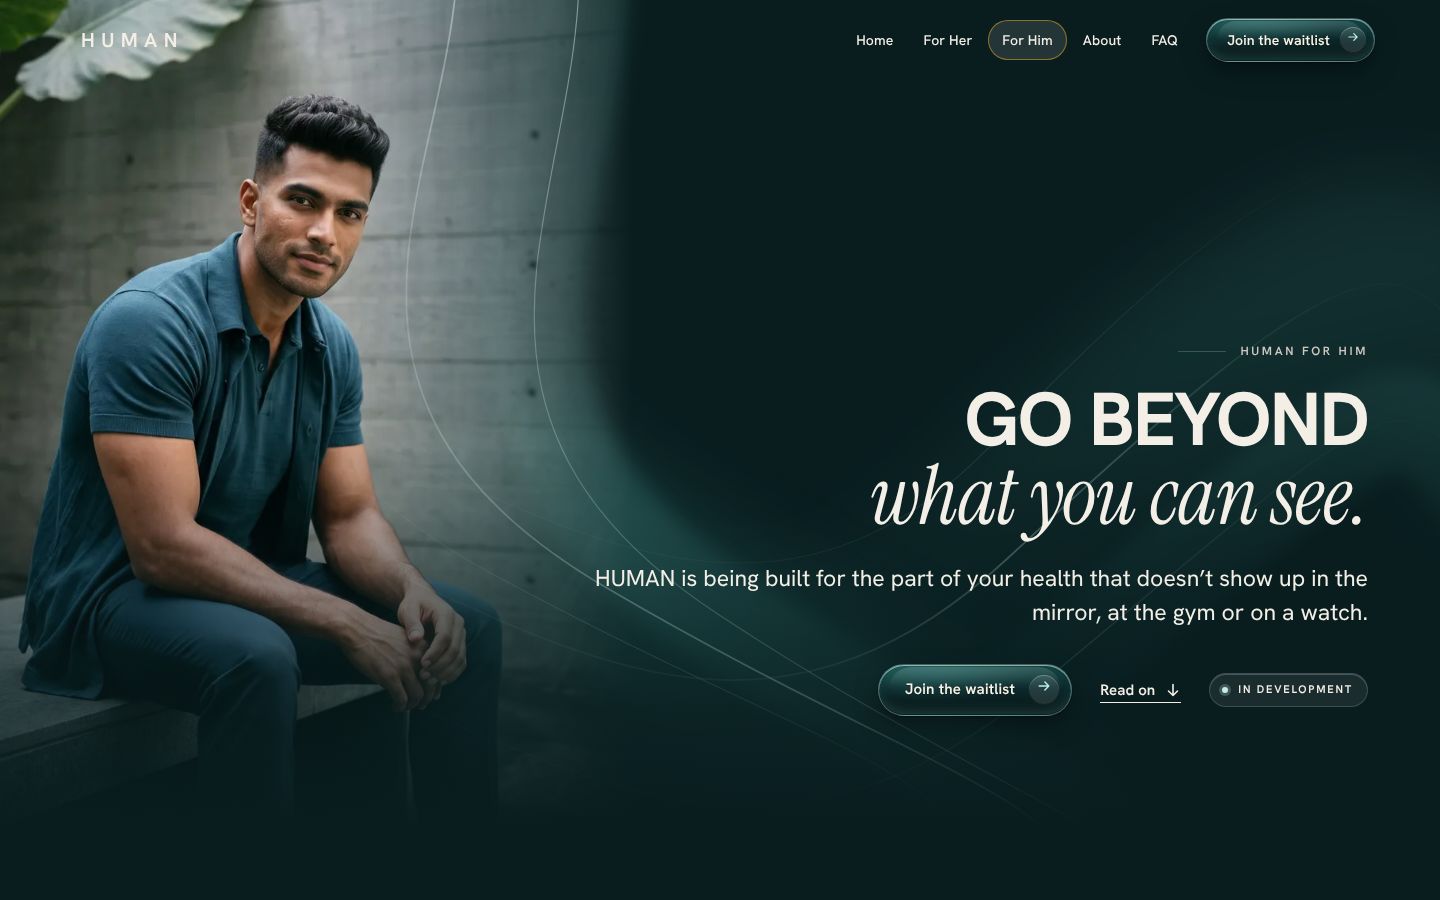 HUMAN
Home
For Her
For Him
About
FAQ
Join the waitlist
HUMAN FOR HIM
GO BEYOND
what you can see.
HUMAN is being built for the part of your health that doesn’t show up in the
mirror, at the gym or on a watch.
Join the waitlist
Read on
IN DEVELOPMENT